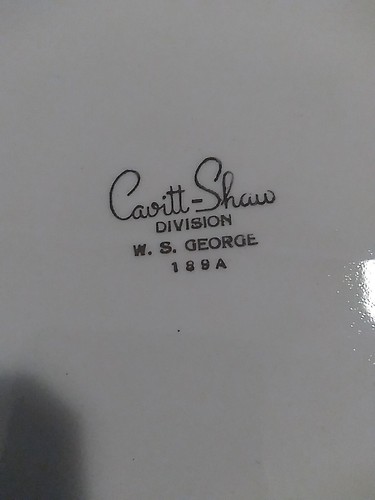 Cavitt-Shaw
DIVISION
W. S. GEORGE
189A